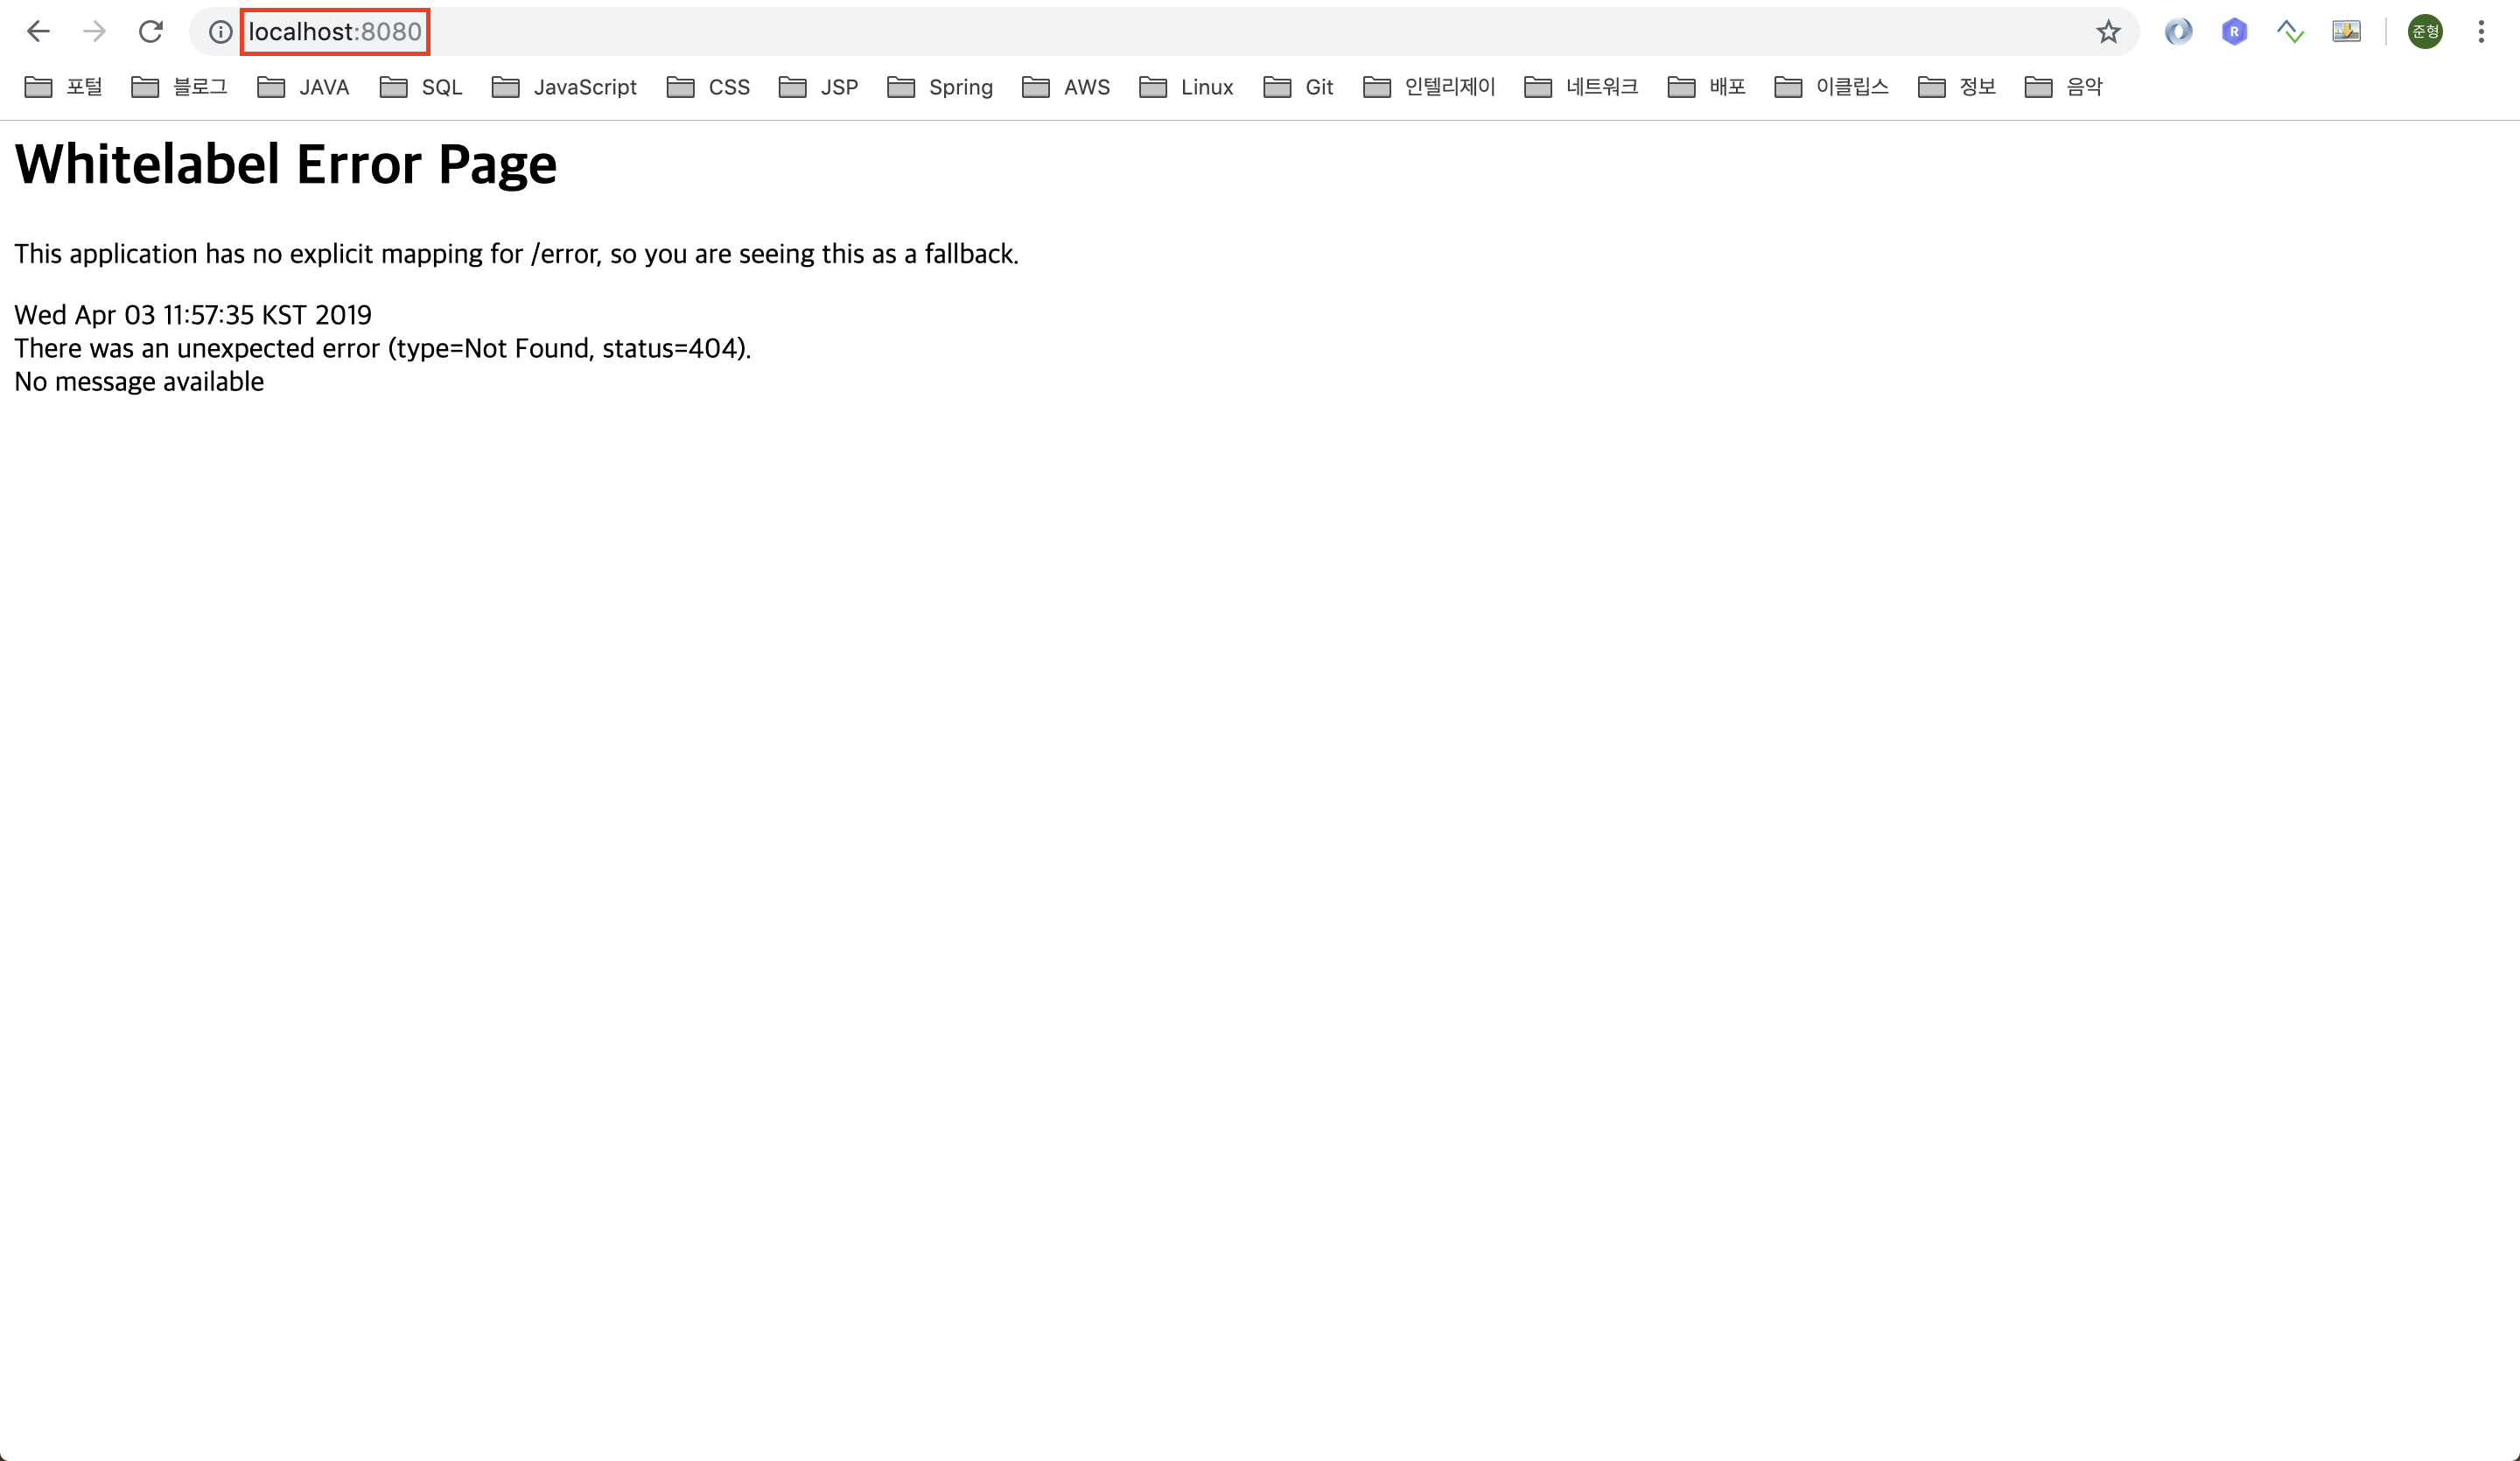 localhost:8080
준형
포털 블로그 JAVA SQL JavaScript CSS JSP Spring AWS Linux Git 인텔리제이 네트워크 배포 이클립스 정보 음악
Whitelabel Error Page
This application has no explicit mapping for /error, so you are seeing this as a fallback.
Wed Apr 03 11:57:35 KST 2019
There was an unexpected error (type=Not Found, status=404).
No message available